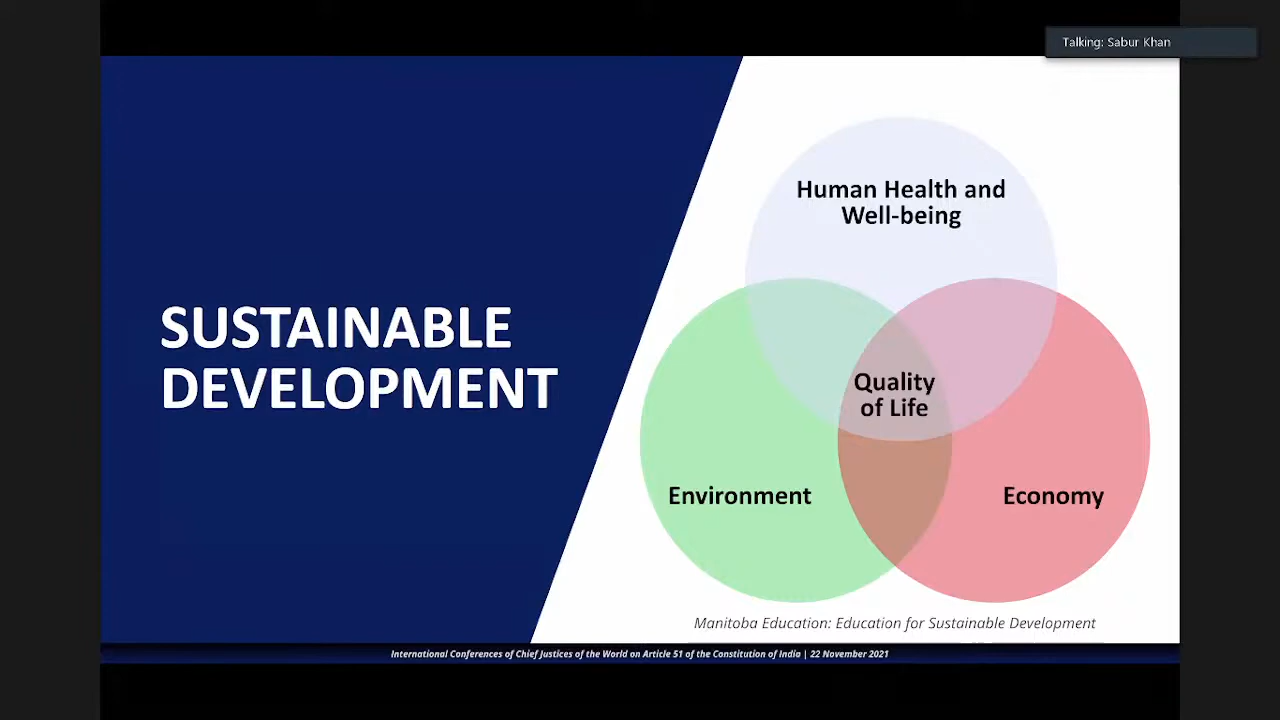 Talking: Sabur Khan
SUSTAINABLE
DEVELOPMENT
Human Health and
Well-being
Quality
of Life
Environment
Economy
Manitoba Education: Education for Sustainable Development
International Conferences of Chief Justices of the World on Article 51 of the Constitution of India | 22 November 2021